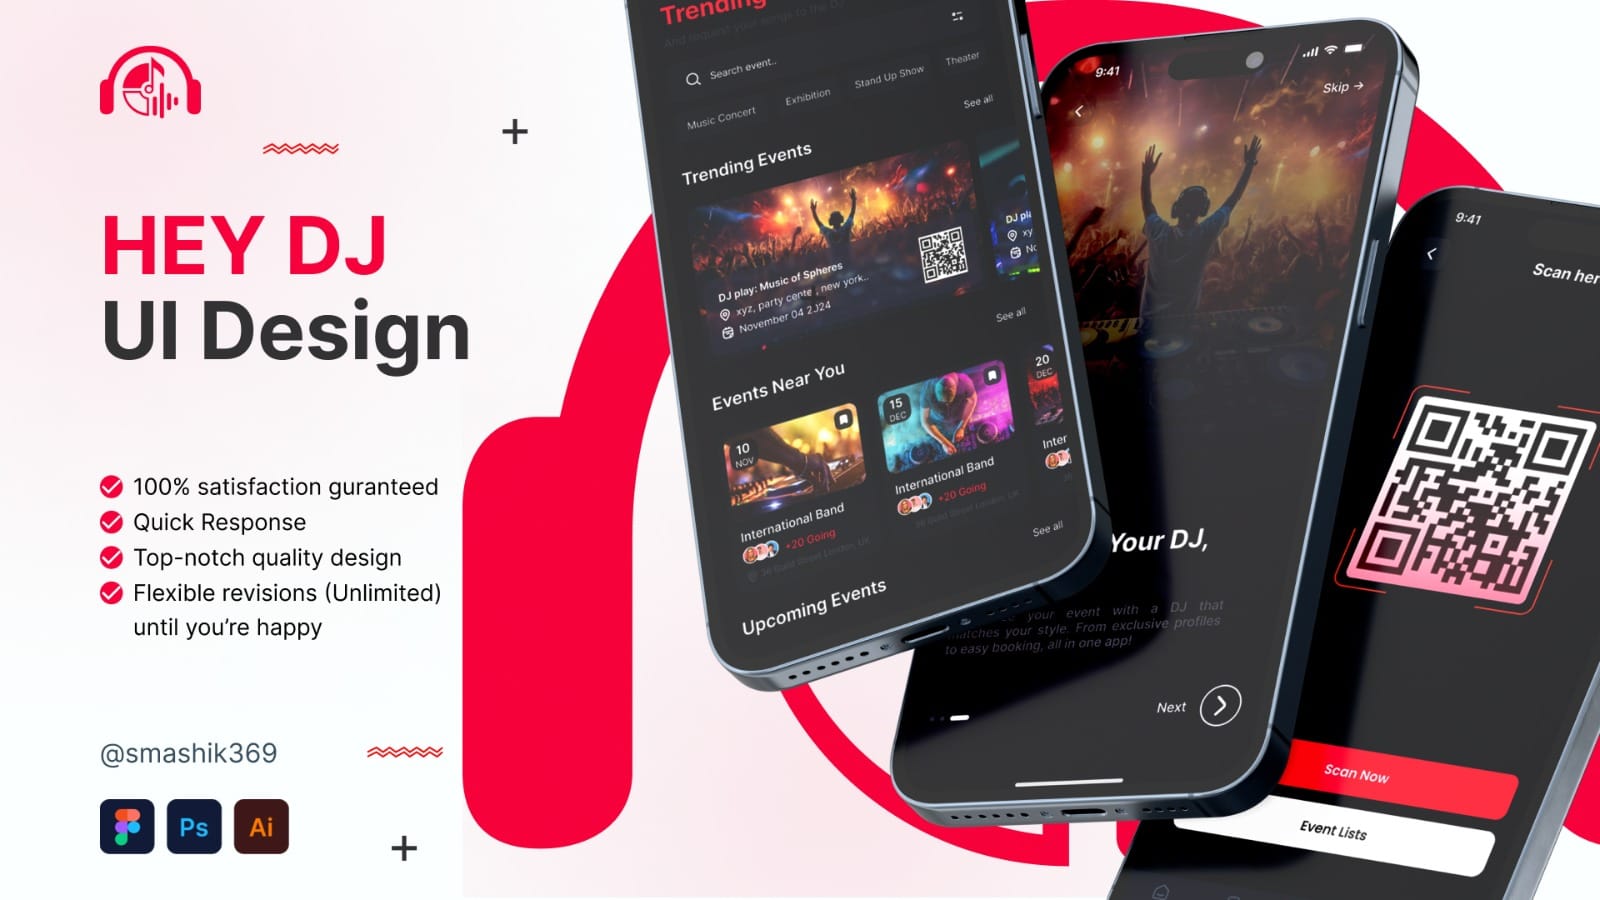 HEY DJ
UI Design
100% satisfaction guranteed
Quick Response
Top-notch quality design
Flexible revisions (Unlimited)
until you're happy
@smashik369
Ps
Ai
Trending
And request your songs to the DJ
Search event..
Music Concert
Exhibition
Stand Up Show
Theater
See all
Trending Events
DJ play: Music of Spheres
xyz, party cente, new york..
November 04 2J24
DJ pl
xy
No
See all
Events Near You
10
NOV
International Band
+20 Going
36 Guild Street London, UK
15
DEC
International Band
+20 Going
36 Guild Street London, UK
20
DEC
Inter
36
See all
Upcoming Events
9:41
Skip →
Your DJ,
your event with a DJ that
matches your style. From exclusive profiles
to easy booking, all in one app!
Next
9:41
Scan her
Scan Now
Event Lists